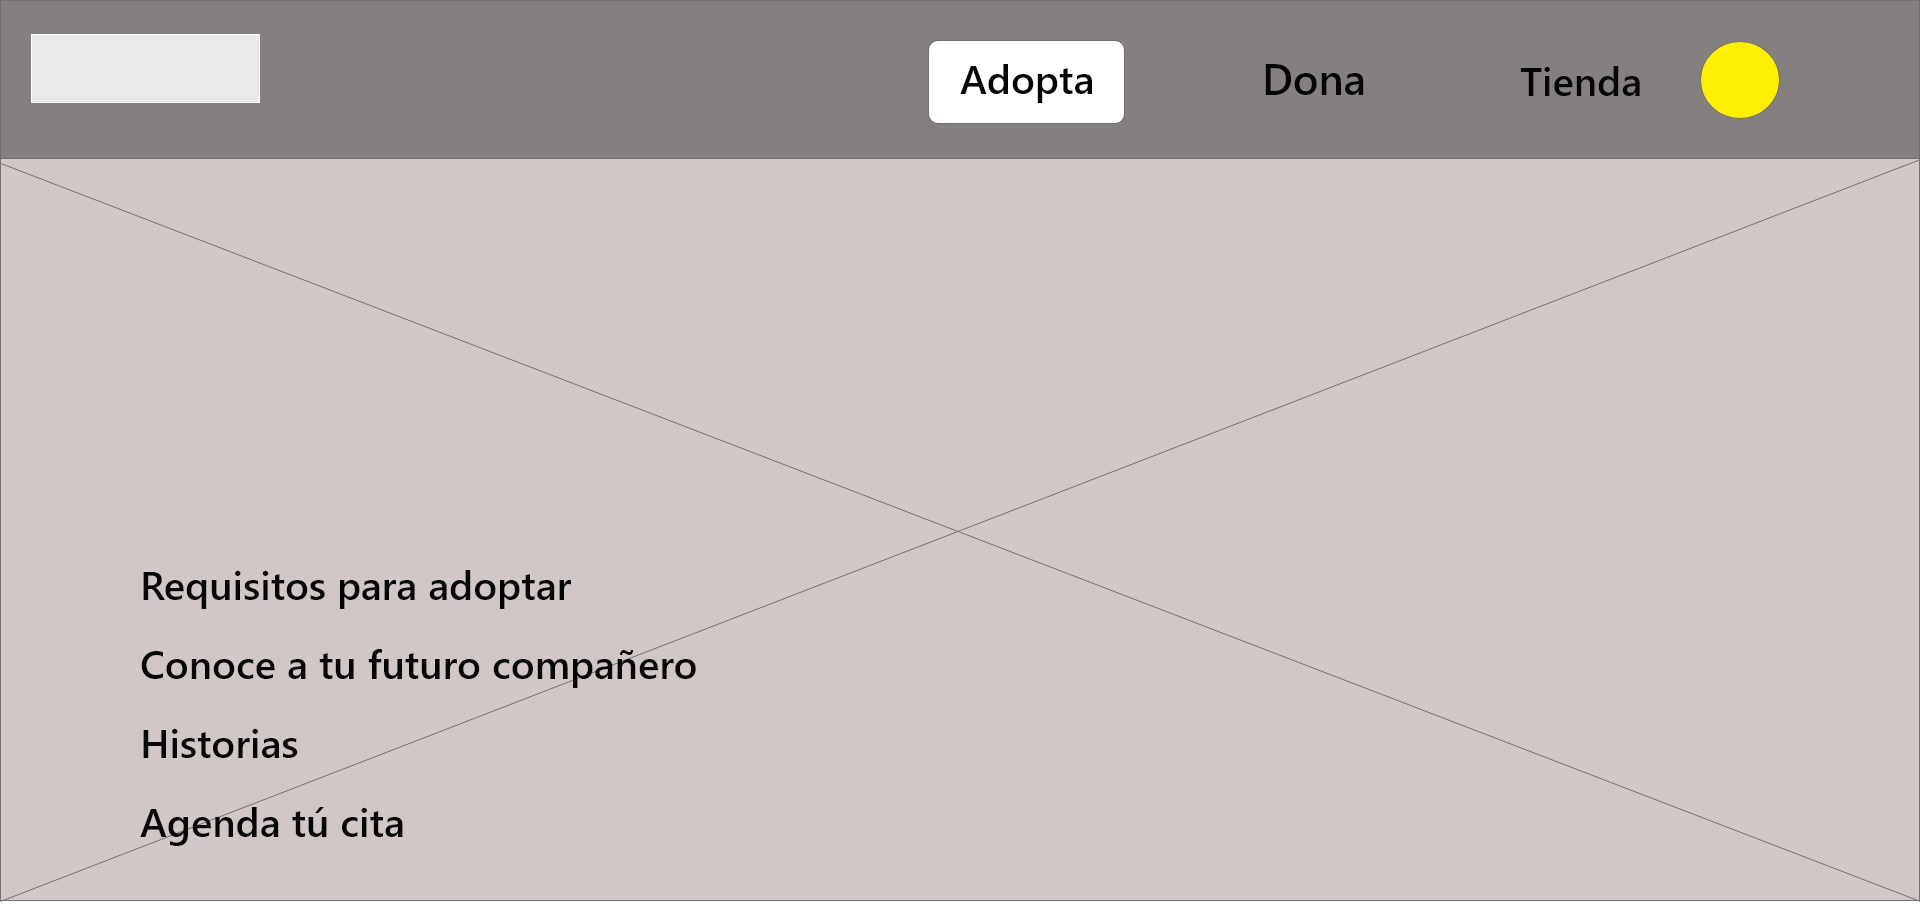 Adopta
Dona
Tienda
Requisitos para adoptar
Conoce a tu futuro compañero
Historias
Agenda tú cita